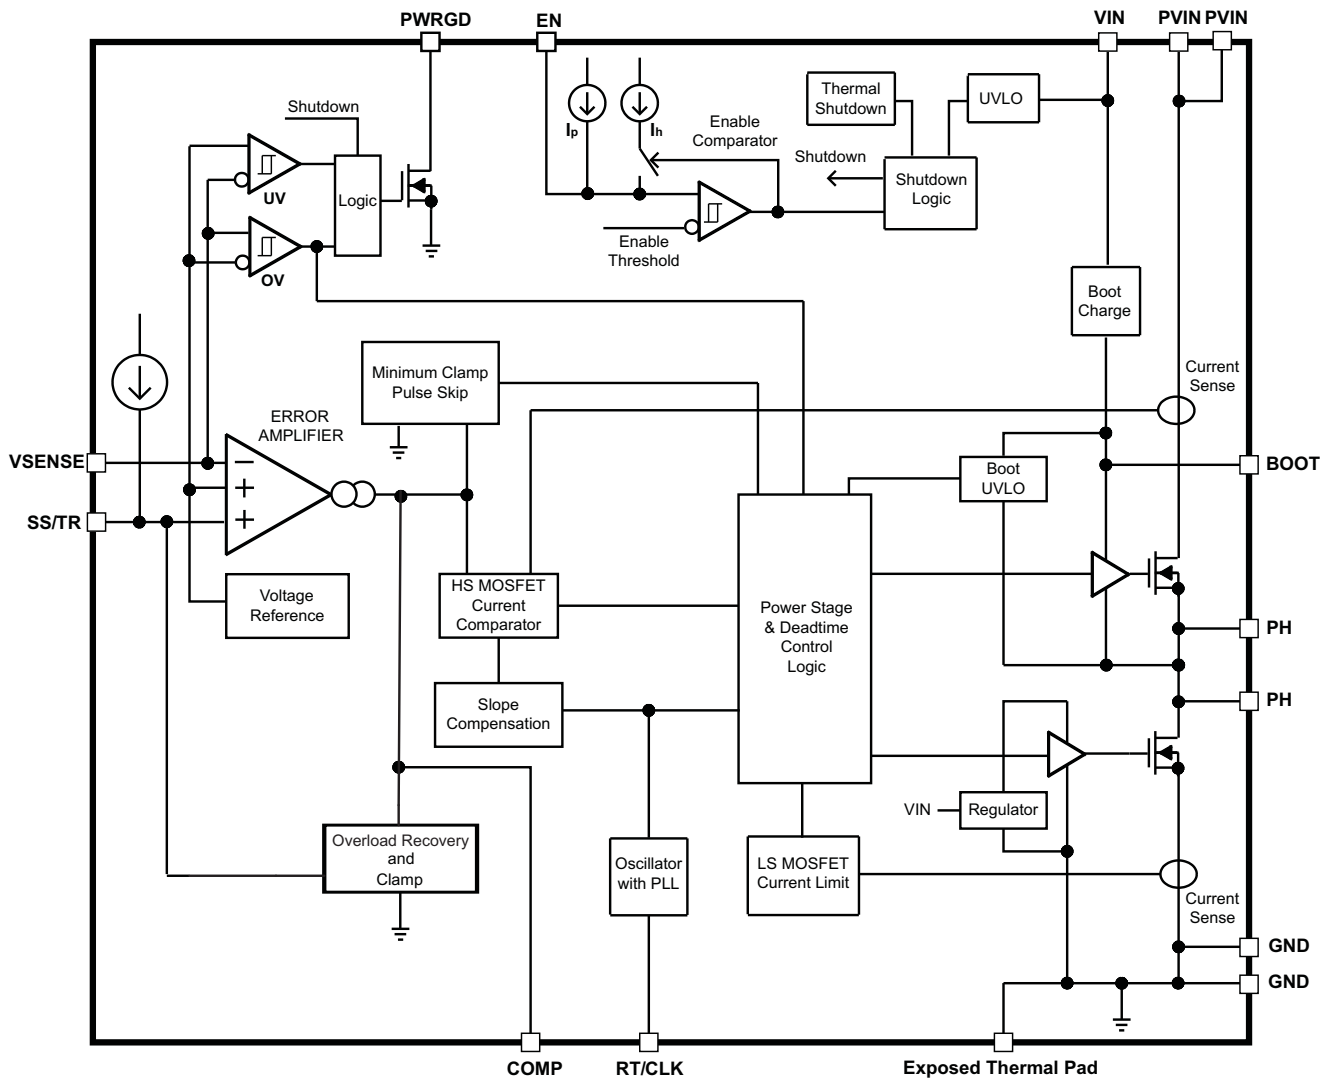 PWRGD
EN
VIN
PVIN
PVIN
Shutdown
Thermal
Shutdown
UVLO
Ip
Ih
Enable
Comparator
Shutdown
UV
Logic
Shutdown
Logic
Enable
Threshold
OV
Boot
Charge
Minimum Clamp
Pulse Skip
Current
Sense
ERROR
AMPLIFIER
VSENSE
−
+
+
SS/TR
BOOT
Boot
UVLO
Voltage
Reference
HS MOSFET
Current
Comparator
Power Stage
& Deadtime
Control
Logic
PH
PH
Slope
Compensation
VIN
Regulator
Overload Recovery
and
Clamp
Oscillator
with PLL
LS MOSFET
Current Limit
Current
Sense
GND
GND
COMP
RT/CLK
Exposed Thermal Pad